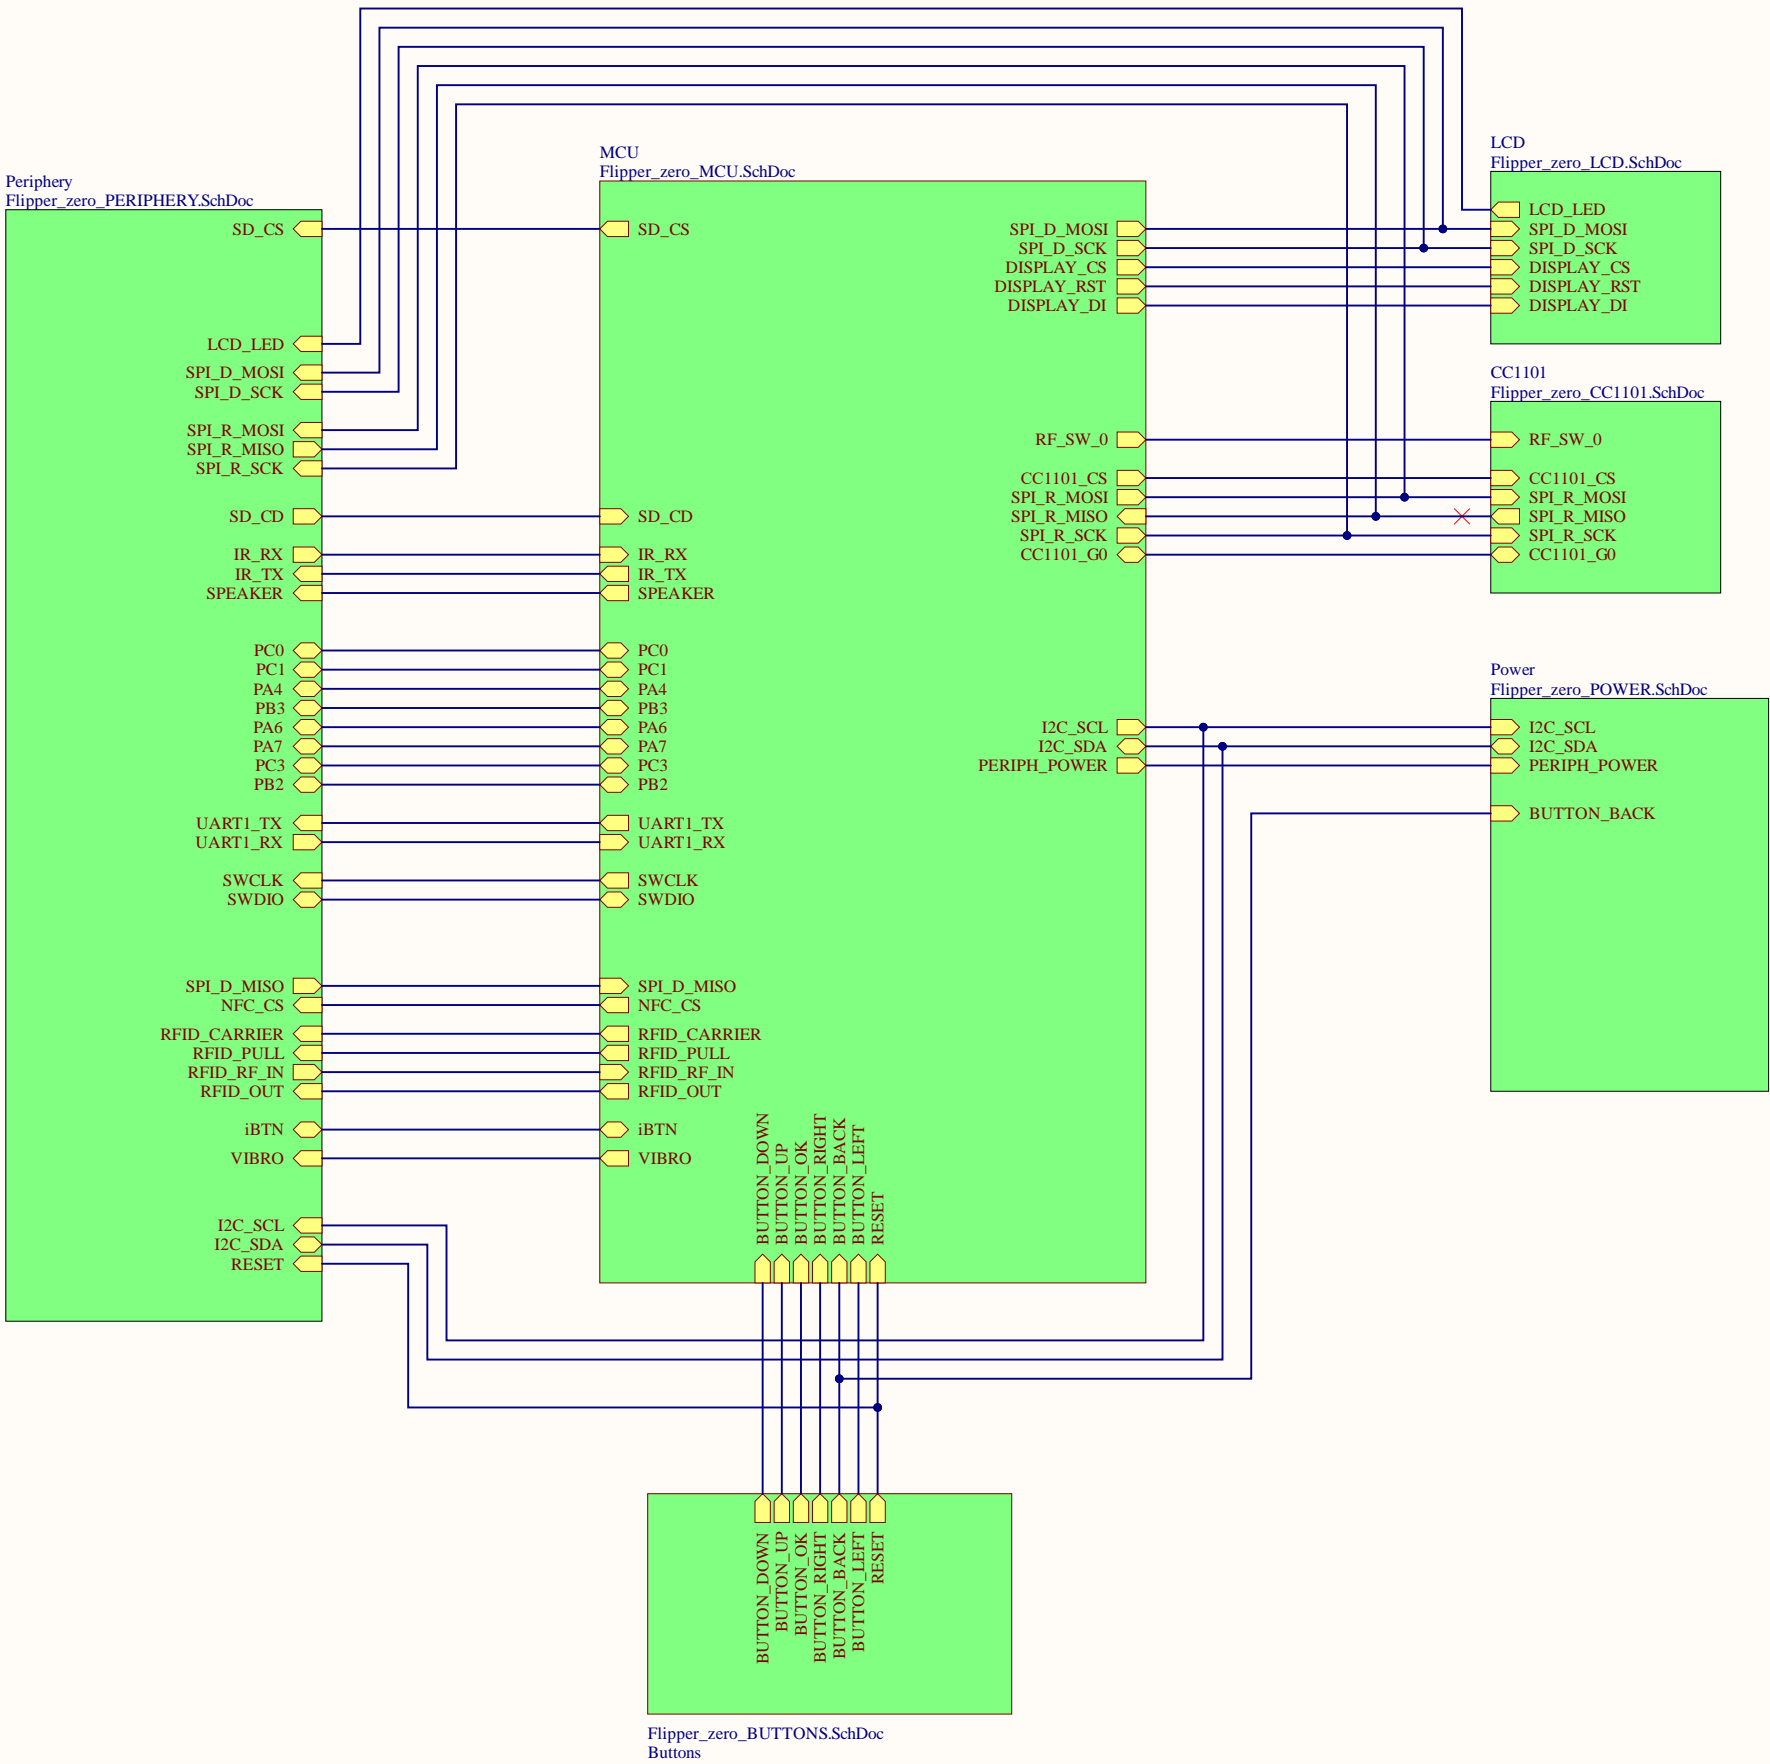 Periphery
Flipper_zero_PERIPHERY.SchDoc
SD_CS
LCD_LED
SPI_D_MOSI
SPI_D_SCK
SPI_R_MOSI
SPI_R_MISO
SPI_R_SCK
SD_CD
IR_RX
IR_TX
SPEAKER
PC0
PC1
PA4
PB3
PA6
PA7
PC3
PB2
UART1_TX
UART1_RX
SWCLK
SWDIO
SPI_D_MISO
NFC_CS
RFID_CARRIER
RFID_PULL
RFID_RF_IN
RFID_OUT
iBTN
VIBRO
I2C_SCL
I2C_SDA
RESET
MCU
Flipper_zero_MCU.SchDoc
SD_CS
SD_CD
IR_RX
IR_TX
SPEAKER
PC0
PC1
PA4
PB3
PA6
PA7
PC3
PB2
UART1_TX
UART1_RX
SWCLK
SWDIO
SPI_D_MISO
NFC_CS
RFID_CARRIER
RFID_PULL
RFID_RF_IN
RFID_OUT
iBTN
VIBRO
SPI_D_MOSI
SPI_D_SCK
DISPLAY_CS
DISPLAY_RST
DISPLAY_DI
RF_SW_0
CC1101_CS
SPI_R_MOSI
SPI_R_MISO
SPI_R_SCK
CC1101_G0
I2C_SCL
I2C_SDA
PERIPH_POWER
BUTTON_DOWN
BUTTON_UP
BUTTON_OK
BUTTON_RIGHT
BUTTON_BACK
BUTTON_LEFT
RESET
LCD
Flipper_zero_LCD.SchDoc
LCD_LED
SPI_D_MOSI
SPI_D_SCK
DISPLAY_CS
DISPLAY_RST
DISPLAY_DI
CC1101
Flipper_zero_CC1101.SchDoc
RF_SW_0
CC1101_CS
SPI_R_MOSI
SPI_R_MISO
SPI_R_SCK
CC1101_G0
Power
Flipper_zero_POWER.SchDoc
I2C_SCL
I2C_SDA
PERIPH_POWER
BUTTON_BACK
BUTTON_DOWN
BUTTON_UP
BUTTON_OK
BUTTON_RIGHT
BUTTON_BACK
BUTTON_LEFT
RESET
Flipper_zero_BUTTONS.SchDoc
Buttons